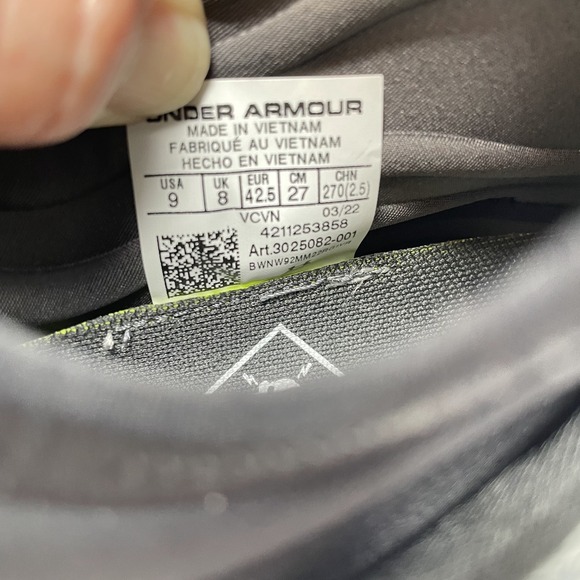 UNDER ARMOUR
MADE IN VIETNAM
FABRIQUÉ AU VIETNAM
HECHO EN VIETNAM
USA UK EUR CM CHN
9 8 42.5 27 270(2.5)
VCVN 03/22
4211253858
Art.3025082-001